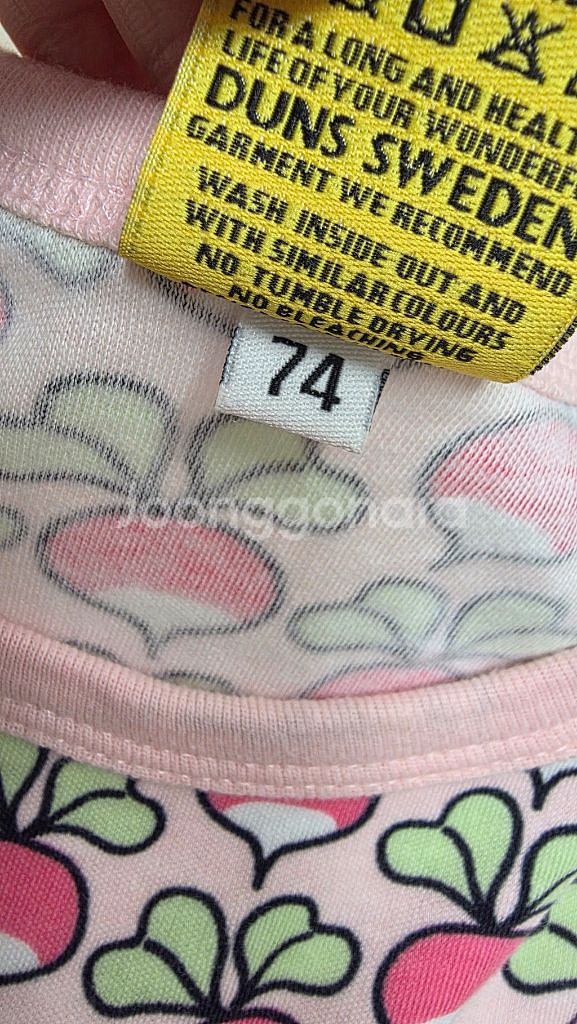 FOR A LONG AND HEALT
LIFE OF YOUR WONDERF
DUNS SWEDEN
GARMENT WE RECOMMEND
WASH INSIDE OUT AND
WITH SIMILAR COLOURS
NO TUMBLE DRYING
NO BLEACHING
74
Joonggonara